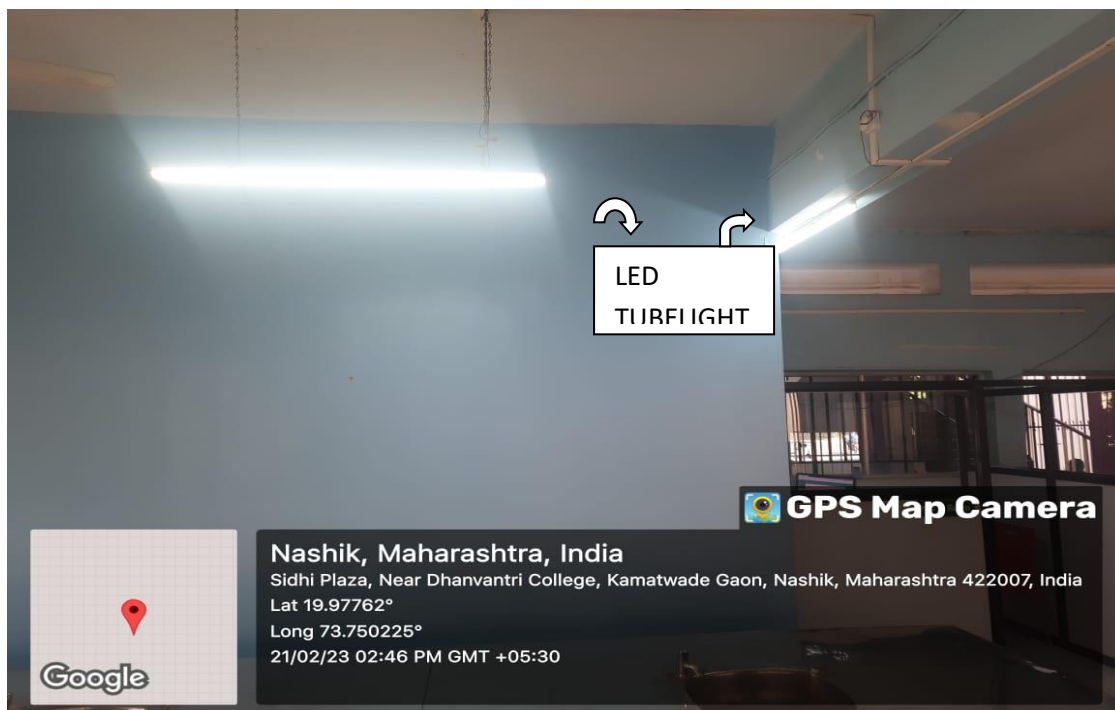 LED
TUBELIGHT
GPS Map Camera
Nashik, Maharashtra, India
Sidhi Plaza, Near Dhanvantri College, Kamatwade Gaon, Nashik, Maharashtra 422007, India
Lat 19.97762°
Long 73.750225°
21/02/23 02:46 PM GMT +05:30
Google